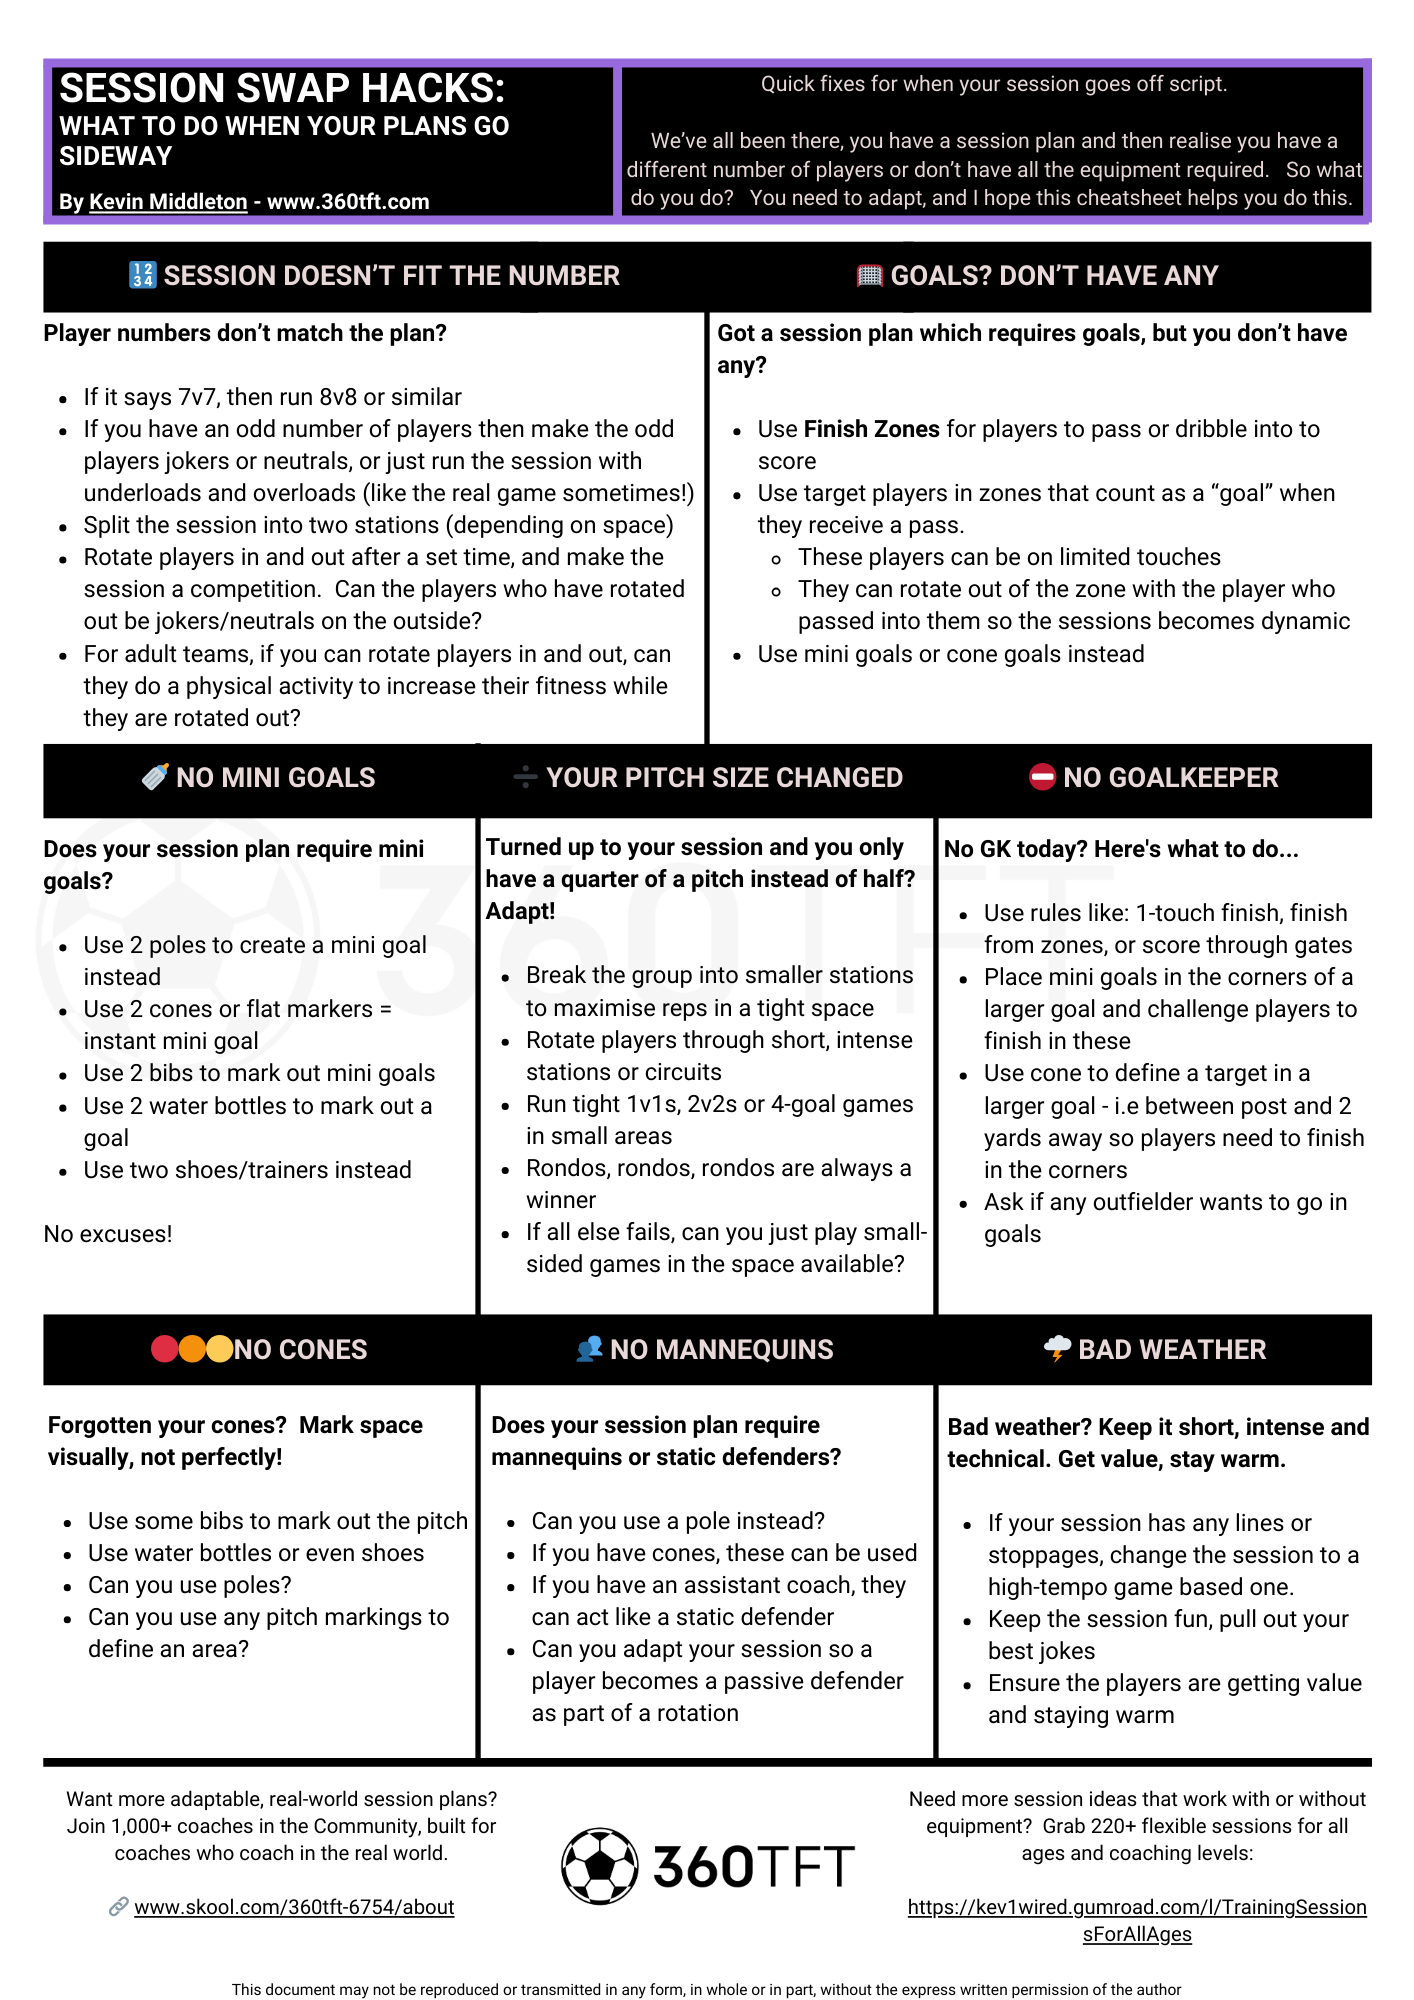 SESSION SWAP HACKS:
WHAT TO DO WHEN YOUR PLANS GO
SIDEWAY
By Kevin Middleton - www.360tft.com
Quick fixes for when your session goes off script.
We’ve all been there, you have a session plan and then realise you have a
different number of players or don’t have all the equipment required.   So what
do you do?   You need to adapt, and I hope this cheatsheet helps you do this.
🔢 SESSION DOESN’T FIT THE NUMBER
Player numbers don’t match the plan?
• If it says 7v7, then run 8v8 or similar
• If you have an odd number of players then make the odd
players jokers or neutrals, or just run the session with
underloads and overloads (like the real game sometimes!)
• Split the session into two stations (depending on space)
• Rotate players in and out after a set time, and make the
session a competition.  Can the players who have rotated
out be jokers/neutrals on the outside?
• For adult teams, if you can rotate players in and out, can
they do a physical activity to increase their fitness while
they are rotated out?
🥅 GOALS? DON’T HAVE ANY
Got a session plan which requires goals, but you don’t have
any?
• Use Finish Zones for players to pass or dribble into to
score
• Use target players in zones that count as a “goal” when
they receive a pass.
◦ These players can be on limited touches
◦ They can rotate out of the zone with the player who
passed into them so the sessions becomes dynamic
• Use mini goals or cone goals instead
🍼 NO MINI GOALS
Does your session plan require mini
goals?
• Use 2 poles to create a mini goal
instead
• Use 2 cones or flat markers =
instant mini goal
• Use 2 bibs to mark out mini goals
• Use 2 water bottles to mark out a
goal
• Use two shoes/trainers instead
No excuses!
➗ YOUR PITCH SIZE CHANGED
Turned up to your session and you only
have a quarter of a pitch instead of half?
Adapt!
• Break the group into smaller stations
to maximise reps in a tight space
• Rotate players through short, intense
stations or circuits
• Run tight 1v1s, 2v2s or 4-goal games
in small areas
• Rondos, rondos, rondos are always a
winner
• If all else fails, can you just play small-
sided games in the space available?
⛔ NO GOALKEEPER
No GK today? Here's what to do...
• Use rules like: 1-touch finish, finish
from zones, or score through gates
• Place mini goals in the corners of a
larger goal and challenge players to
finish in these
• Use cone to define a target in a
larger goal - i.e between post and 2
yards away so players need to finish
in the corners
• Ask if any outfielder wants to go in
goals
🔴🟠🟡NO CONES
Forgotten your cones?  Mark space
visually, not perfectly!
• Use some bibs to mark out the pitch
• Use water bottles or even shoes
• Can you use poles?
• Can you use any pitch markings to
define an area?
👥 NO MANNEQUINS
Does your session plan require
mannequins or static defenders?
• Can you use a pole instead?
• If you have cones, these can be used
• If you have an assistant coach, they
can act like a static defender
• Can you adapt your session so a
player becomes a passive defender
as part of a rotation
🌩️ BAD WEATHER
Bad weather? Keep it short, intense and
technical. Get value, stay warm.
• If your session has any lines or
stoppages, change the session to a
high-tempo game based one.
• Keep the session fun, pull out your
best jokes
• Ensure the players are getting value
and staying warm
360TFT
Want more adaptable, real-world session plans?
Join 1,000+ coaches in the Community, built for
coaches who coach in the real world.
🔗 www.skool.com/360tft-6754/about
360TFT
Need more session ideas that work with or without
equipment?  Grab 220+ flexible sessions for all
ages and coaching levels:
https://kev1wired.gumroad.com/l/TrainingSession
sForAllAges
This document may not be reproduced or transmitted in any form, in whole or in part, without the express written permission of the author